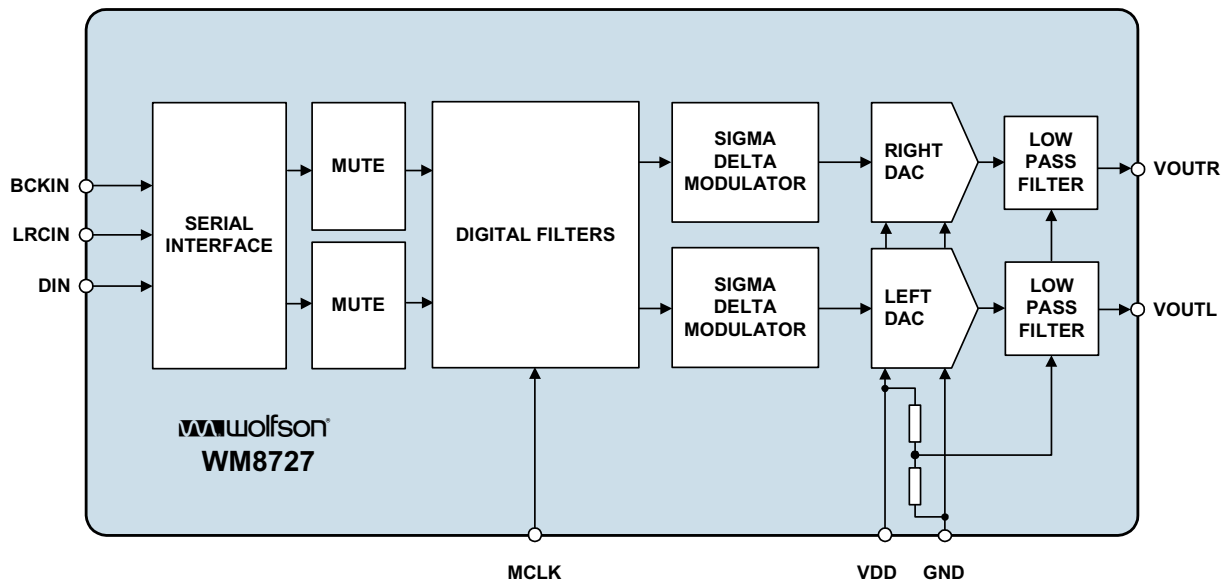 BCKIN
LRCIN
DIN
SERIAL
INTERFACE
MUTE
MUTE
DIGITAL FILTERS
SIGMA
DELTA
MODULATOR
SIGMA
DELTA
MODULATOR
RIGHT
DAC
LEFT
DAC
LOW
PASS
FILTER
LOW
PASS
FILTER
VOUTR
VOUTL
wolfson®
WM8727
MCLK
VDD
GND